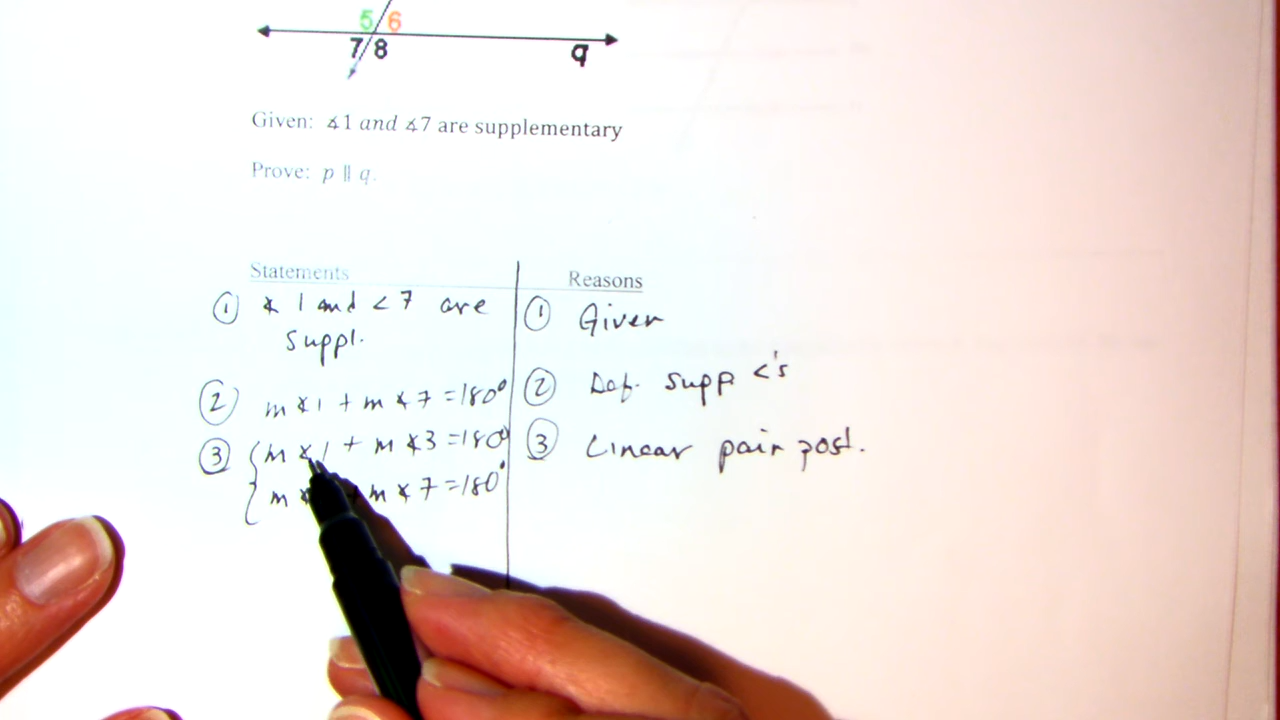 5 6
7 8
q
Given: ∡1 and ∡7 are supplementary
Prove: p ∥ q.
Statements Reasons
① ∡ 1 and < 7 are ① Given
suppl.
② m∡1 + m∡7 = 180° ② Def. supp. <'s
③ m∡1 + m∡3 = 180° ③ Linear pair post.
m∡ + m∡7 = 180°